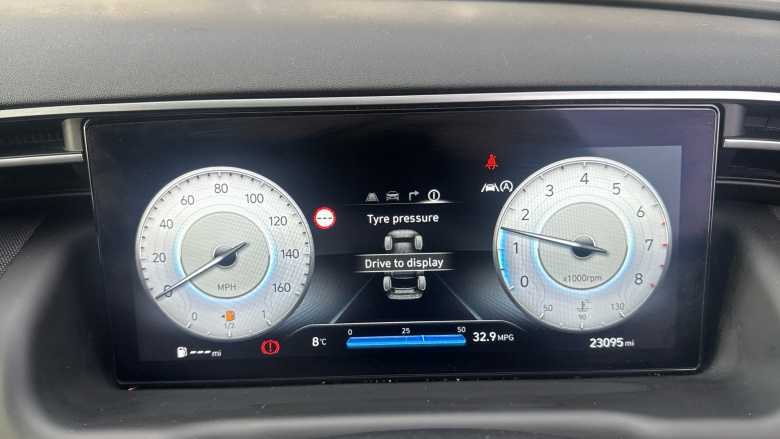 80
60
100
40
120
20
140
0
160
MPH
0
1/2
1
---mi
---
Tyre pressure
Drive to display
8°C
0
25
50
32.9 MPG
A
4
3
5
2
6
1
7
0
8
x1000rpm
50
°C
90
130
23095 mi